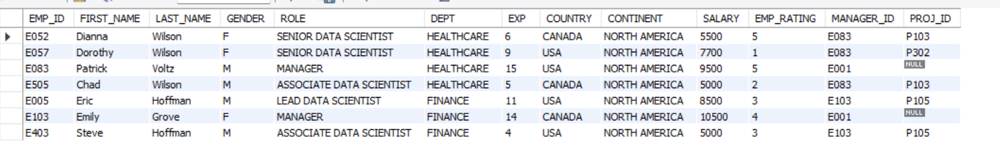 EMP_ID FIRST_NAME LAST_NAME GENDER ROLE DEPT EXP COUNTRY CONTINENT SALARY EMP_RATING MANAGER_ID PROJ_ID
E052 Dianna Wilson F SENIOR DATA SCIENTIST HEALTHCARE 6 CANADA NORTH AMERICA 5500 5 E083 P103
E057 Dorothy Wilson F SENIOR DATA SCIENTIST HEALTHCARE 9 USA NORTH AMERICA 7700 1 E083 P302
E083 Patrick Voltz M MANAGER HEALTHCARE 15 USA NORTH AMERICA 9500 5 E001 NULL
E505 Chad Wilson M ASSOCIATE DATA SCIENTIST HEALTHCARE 5 CANADA NORTH AMERICA 5000 2 E083 P103
E005 Eric Hoffman M LEAD DATA SCIENTIST FINANCE 11 USA NORTH AMERICA 8500 3 E103 P105
E103 Emily Grove F MANAGER FINANCE 14 CANADA NORTH AMERICA 10500 4 E001 NULL
E403 Steve Hoffman M ASSOCIATE DATA SCIENTIST FINANCE 4 USA NORTH AMERICA 5000 3 E103 P105